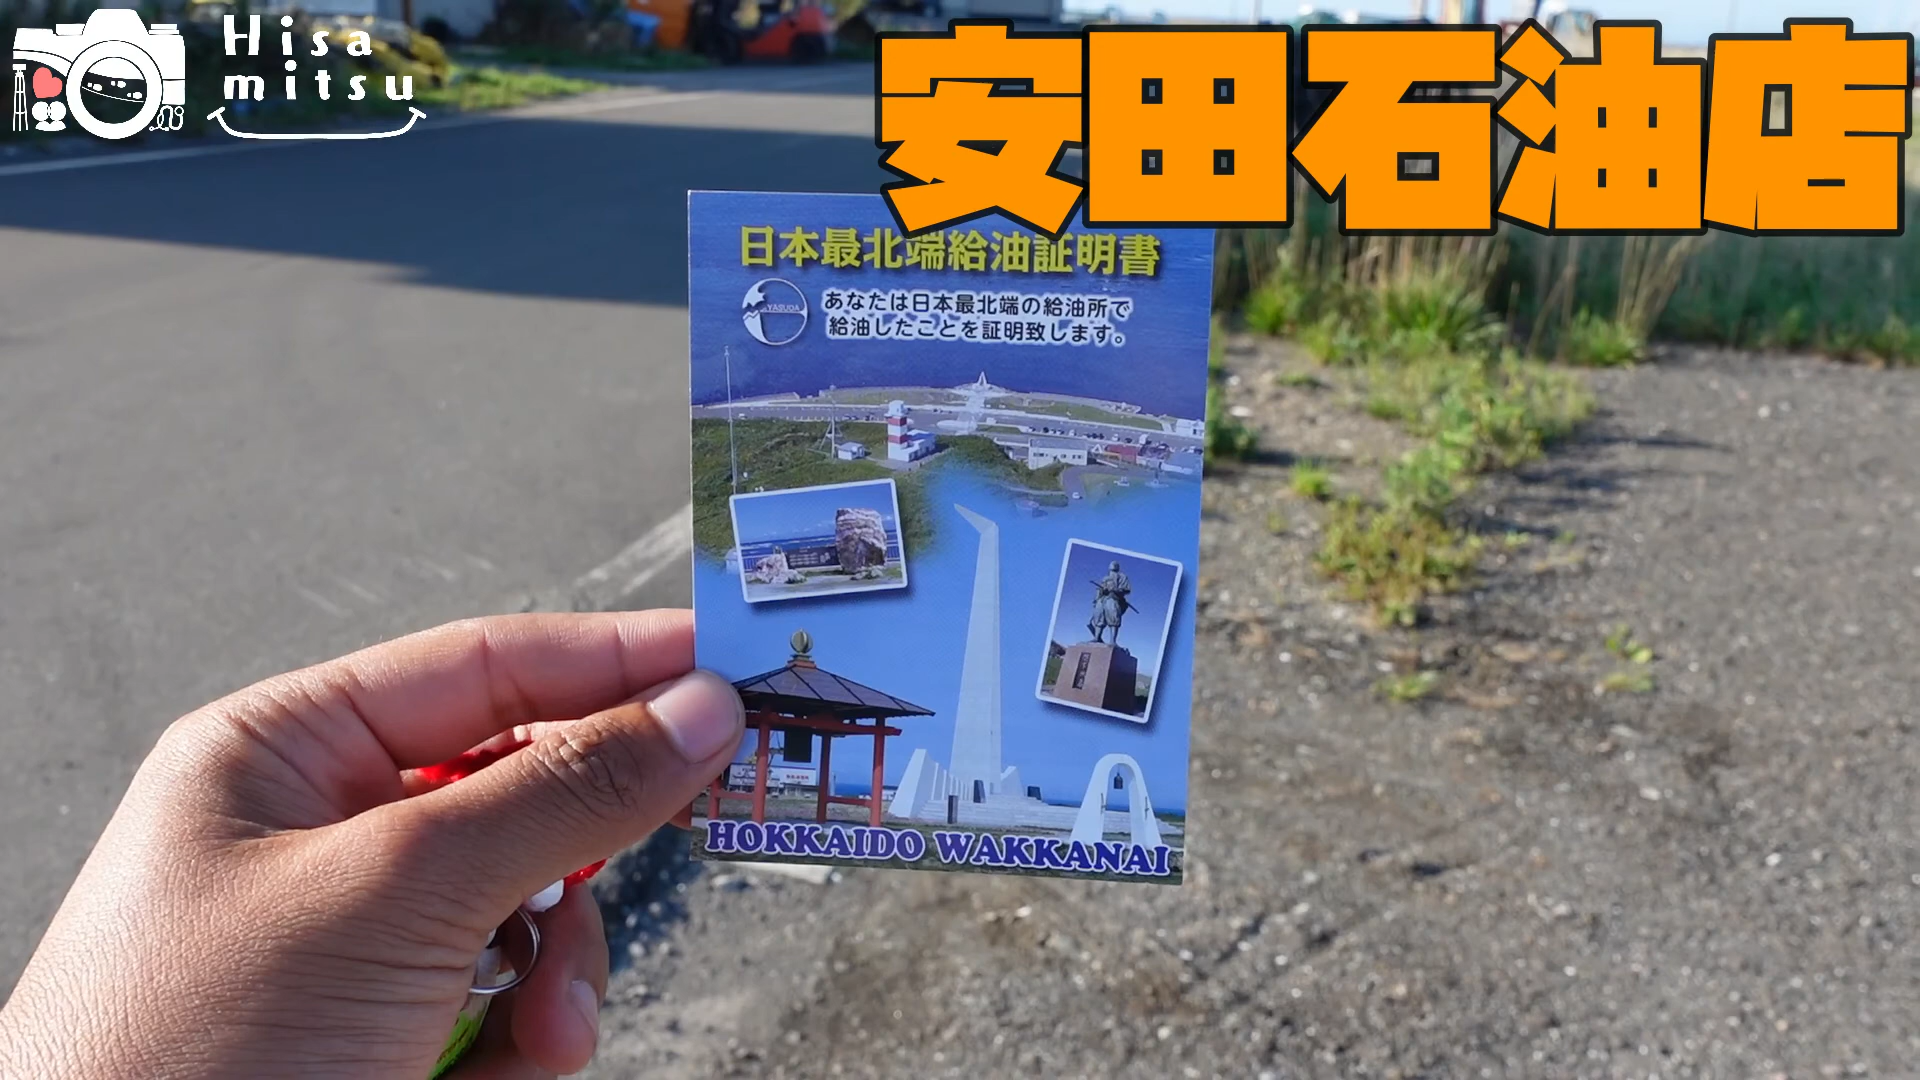 Hisa
mitsu
安田石油店
日本最北端給油証明書
YASUDA
あなたは日本最北端の給油所で
給油したことを証明致します。
HOKKAIDO WAKKANAI